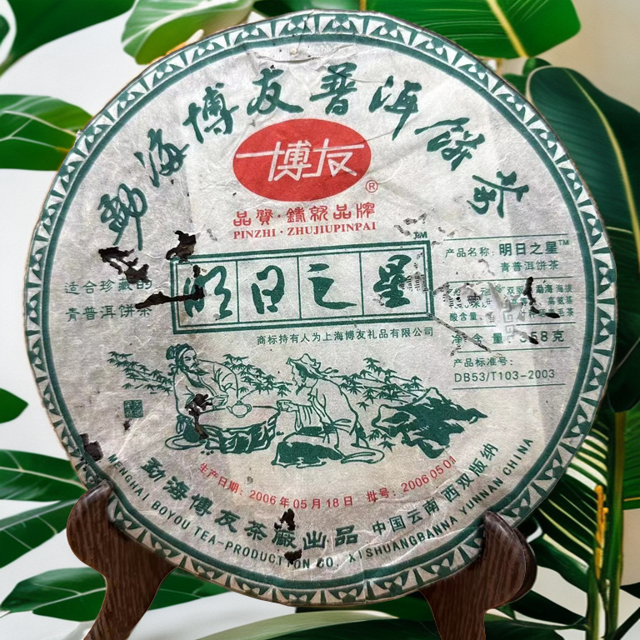 勐海博友普洱餅茶
博友
®
品質·鑄就品牌
PINZHI·ZHUJIUPINPAI
TM
明日之星
适合珍藏的
青普洱饼茶
商标持有人为上海博友礼品有限公司
产品名称: 明日之星™
青普洱饼茶
净含量: 358克
产品标准号:
DB53/T103-2003
生产日期: 2006年05月18日 批号: 20060501
勐海博友茶廠出品 中国云南西双版纳
MENGHAI BOYOU TEA-PRODUCTION CO. XISHUANGBANNA YUNNAN CHINA